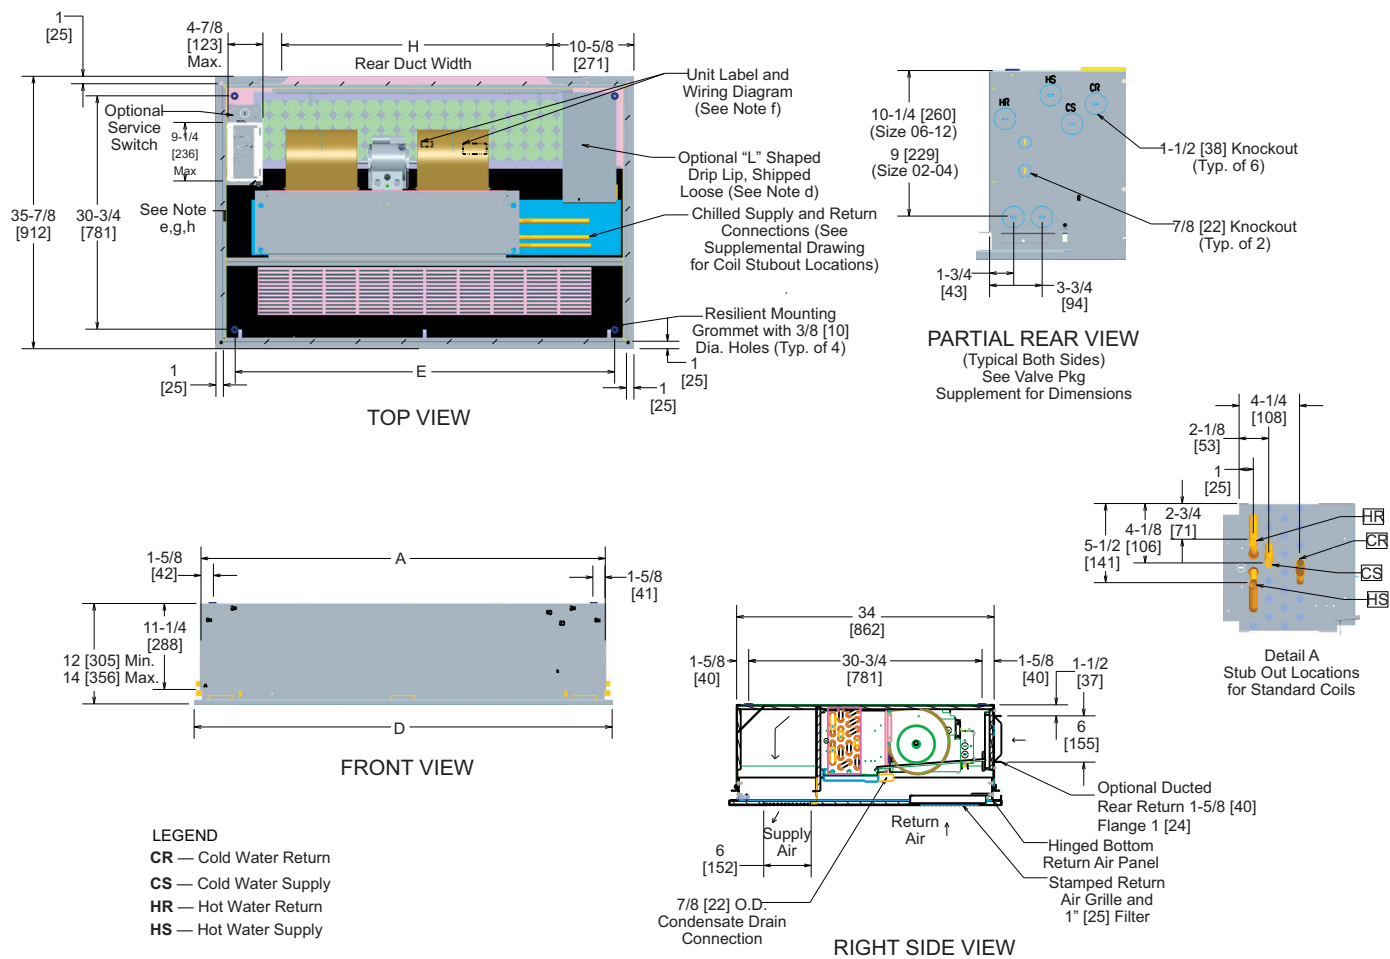 1
[25]
4-7/8
[123]
Max.
H
Rear Duct Width
10-5/8
[271]
Unit Label and
Wiring Diagram
(See Note f)
Optional
Service
Switch
9-1/4
[236]
Max
Optional “L” Shaped
Drip Lip, Shipped
Loose (See Note d)
35-7/8
[912]
30-3/4
[781]
See Note
e,g,h
Chilled Supply and Return
Connections (See
Supplemental Drawing
for Coil Stubout Locations)
Resilient Mounting
Grommet with 3/8 [10]
Dia. Holes (Typ. of 4)
1
[25]
E
1
[25]
1
[25]
TOP VIEW
HS
CR
HR
CS
10-1/4 [260]
(Size 06-12)
9 [229]
(Size 02-04)
1-1/2 [38] Knockout
(Typ. of 6)
7/8 [22] Knockout
(Typ. of 2)
1-3/4
[43]
3-3/4
[94]
PARTIAL REAR VIEW
(Typical Both Sides)
See Valve Pkg
Supplement for Dimensions
4-1/4
[108]
2-1/8
[53]
1
[25]
2-3/4
[71]
4-1/8
[106]
5-1/2
[141]
HR
CR
CS
HS
Detail A
Stub Out Locations
for Standard Coils
1-5/8
[42]
A
1-5/8
[41]
11-1/4
[288]
12 [305] Min.
14 [356] Max.
D
FRONT VIEW
34
[862]
1-5/8
[40]
30-3/4
[781]
1-5/8
[40]
1-1/2
[37]
6
[155]
Optional Ducted
Rear Return 1-5/8 [40]
Flange 1 [24]
Hinged Bottom
Return Air Panel
Stamped Return
Air Grille and
1” [25] Filter
Supply
Air
Return
Air
6
[152]
7/8 [22] O.D.
Condensate Drain
Connection
RIGHT SIDE VIEW
LEGEND
CR — Cold Water Return
CS — Cold Water Supply
HR — Hot Water Return
HS — Hot Water Supply